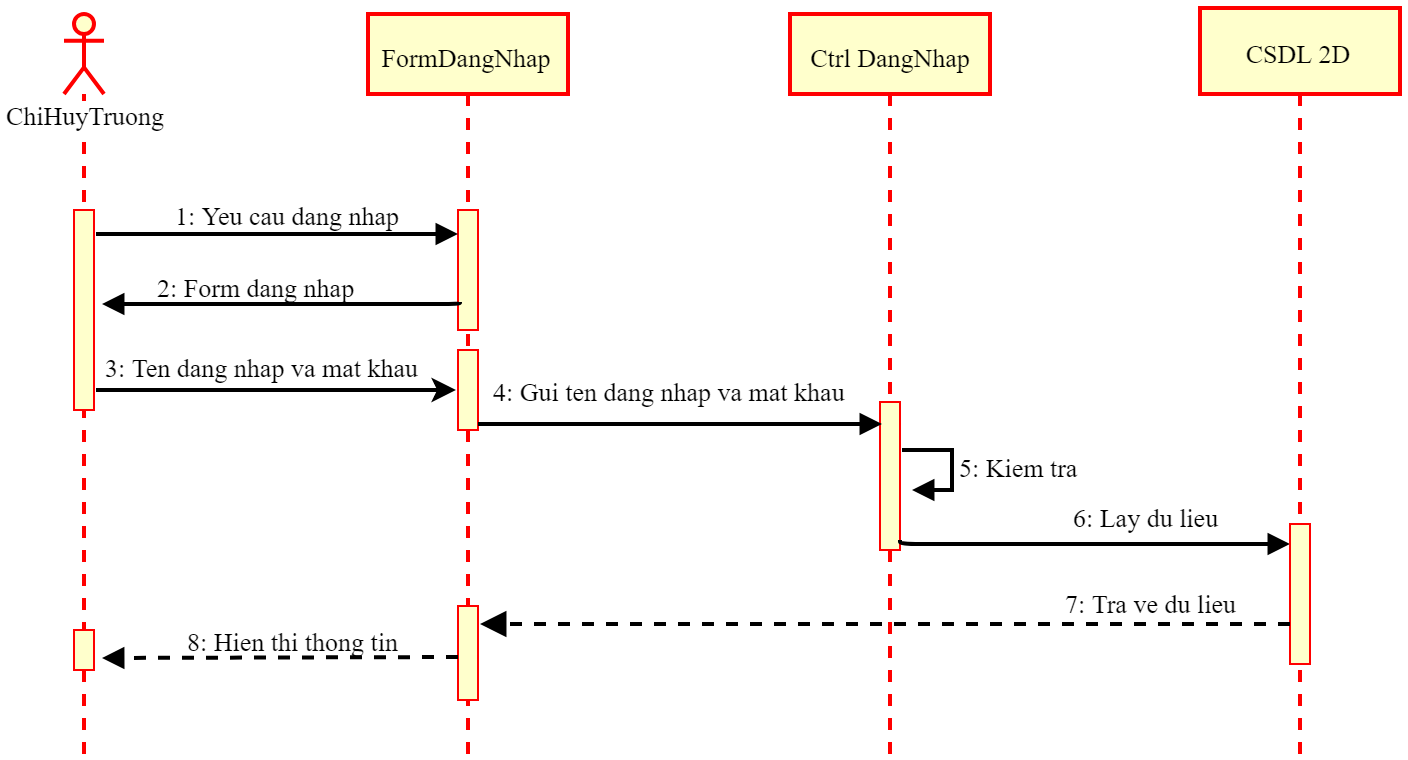 ChiHuyTruong
FormDangNhap
Ctrl DangNhap
CSDL 2D
1: Yeu cau dang nhap
2: Form dang nhap
3: Ten dang nhap va mat khau
4: Gui ten dang nhap va mat khau
5: Kiem tra
6: Lay du lieu
7: Tra ve du lieu
8: Hien thi thong tin